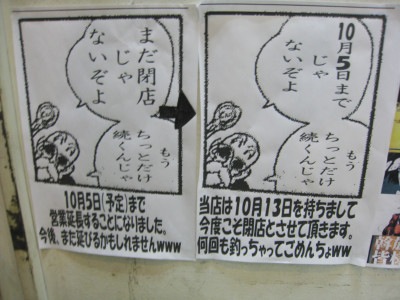 まだ閉店
じゃ
ないぞよ
もう
ちっとだけ
続くんじゃ
10月5日「予定」まで
営業延長することになりました。
今後、また延びるかもしれませんwww
10月5日まで
じゃ
ないぞよ
もう
ちっとだけ
続くんじゃ
当店は10月13日を持ちまして
今度こそ閉店とさせて頂きます。
何回も釣っちゃってごめんちょww